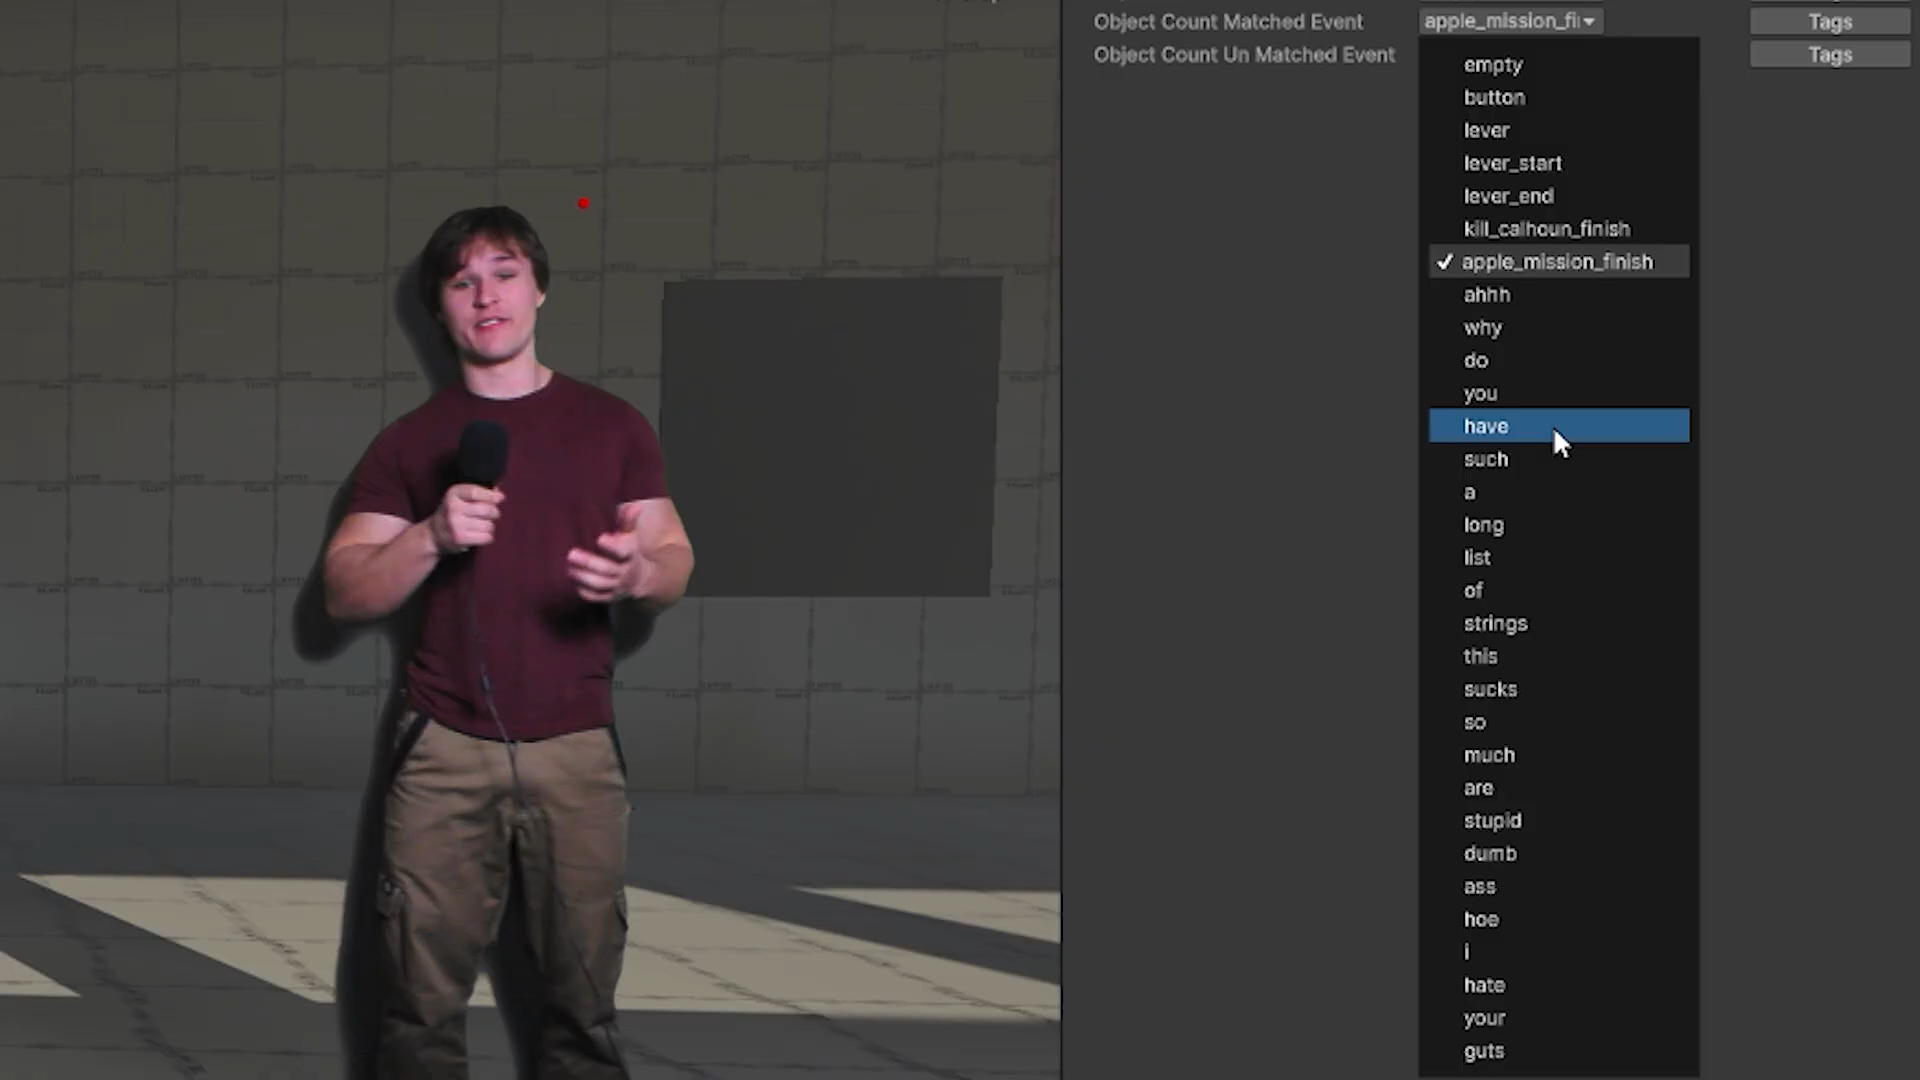 Object Count Matched Event apple_mission_fi Tags
Object Count Un Matched Event Tags
empty
button
lever
lever_start
lever_end
kill_calhoun_finish
✓ apple_mission_finish
ahhh
why
do
you
have
such
a
long
list
of
strings
this
sucks
so
much
are
stupid
dumb
ass
hoe
i
hate
your
guts